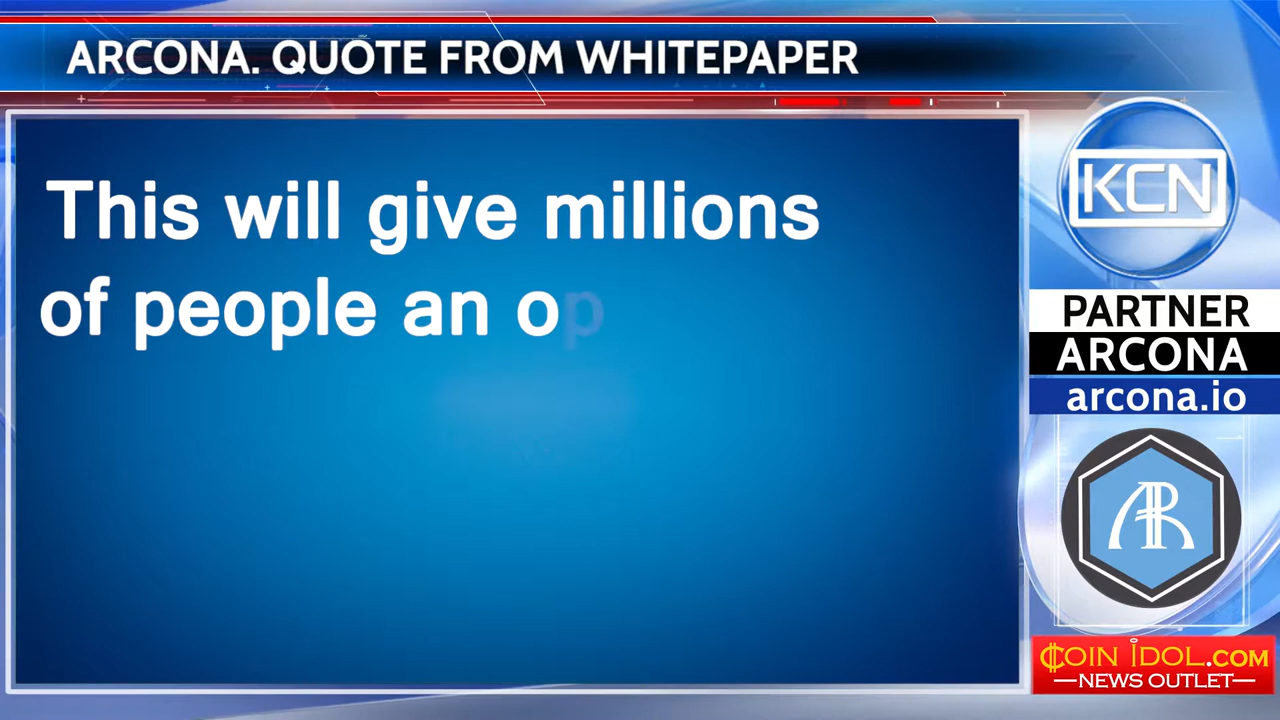 ARCONA. QUOTE FROM WHITEPAPER
This will give millions
of people an op
KCN
PARTNER
ARCONA
arcona.io
AR
COIN IDOL.COM
NEWS OUTLET